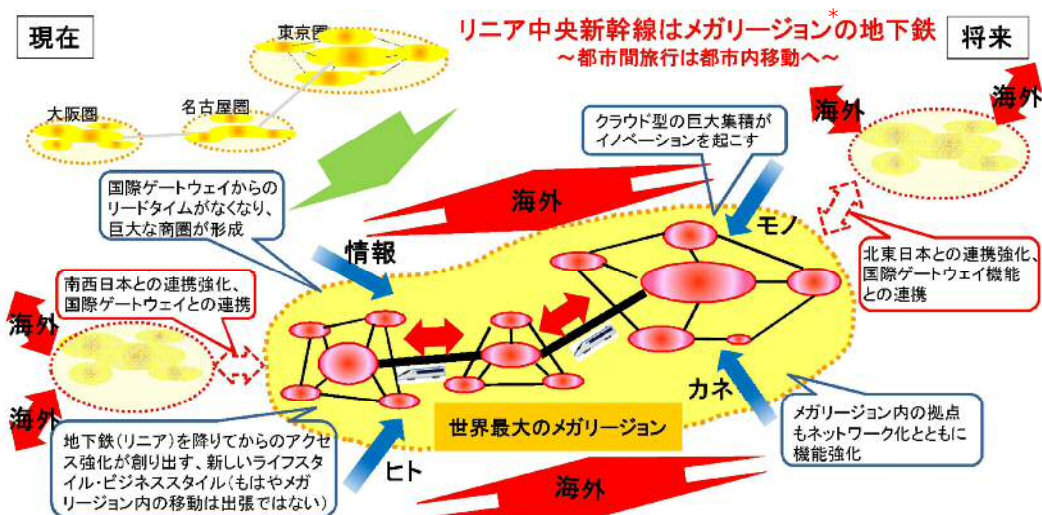 現在
東京圏
大阪圏
名古屋圏
リニア中央新幹線はメガリージョン*の地下鉄
～都市間旅行は都市内移動へ～
将来
海外
海外
クラウド型の巨大集積が
イノベーションを起こす
国際ゲートウェイからの
リードタイムがなくなり、
巨大な商圏が形成
海外
モノ
情報
北東日本との連携強化、
国際ゲートウェイ機能
との連携
南西日本との連携強化、
国際ゲートウェイとの連携
海外
海外
カネ
世界最大のメガリージョン
メガリージョン内の拠点
もネットワーク化とともに
機能強化
地下鉄(リニア)を降りてからのアクセ
ス強化が創り出す、新しいライフスタ
イル・ビジネススタイル(もはやメガ
リージョン内の移動は出張ではない)
ヒト
海外